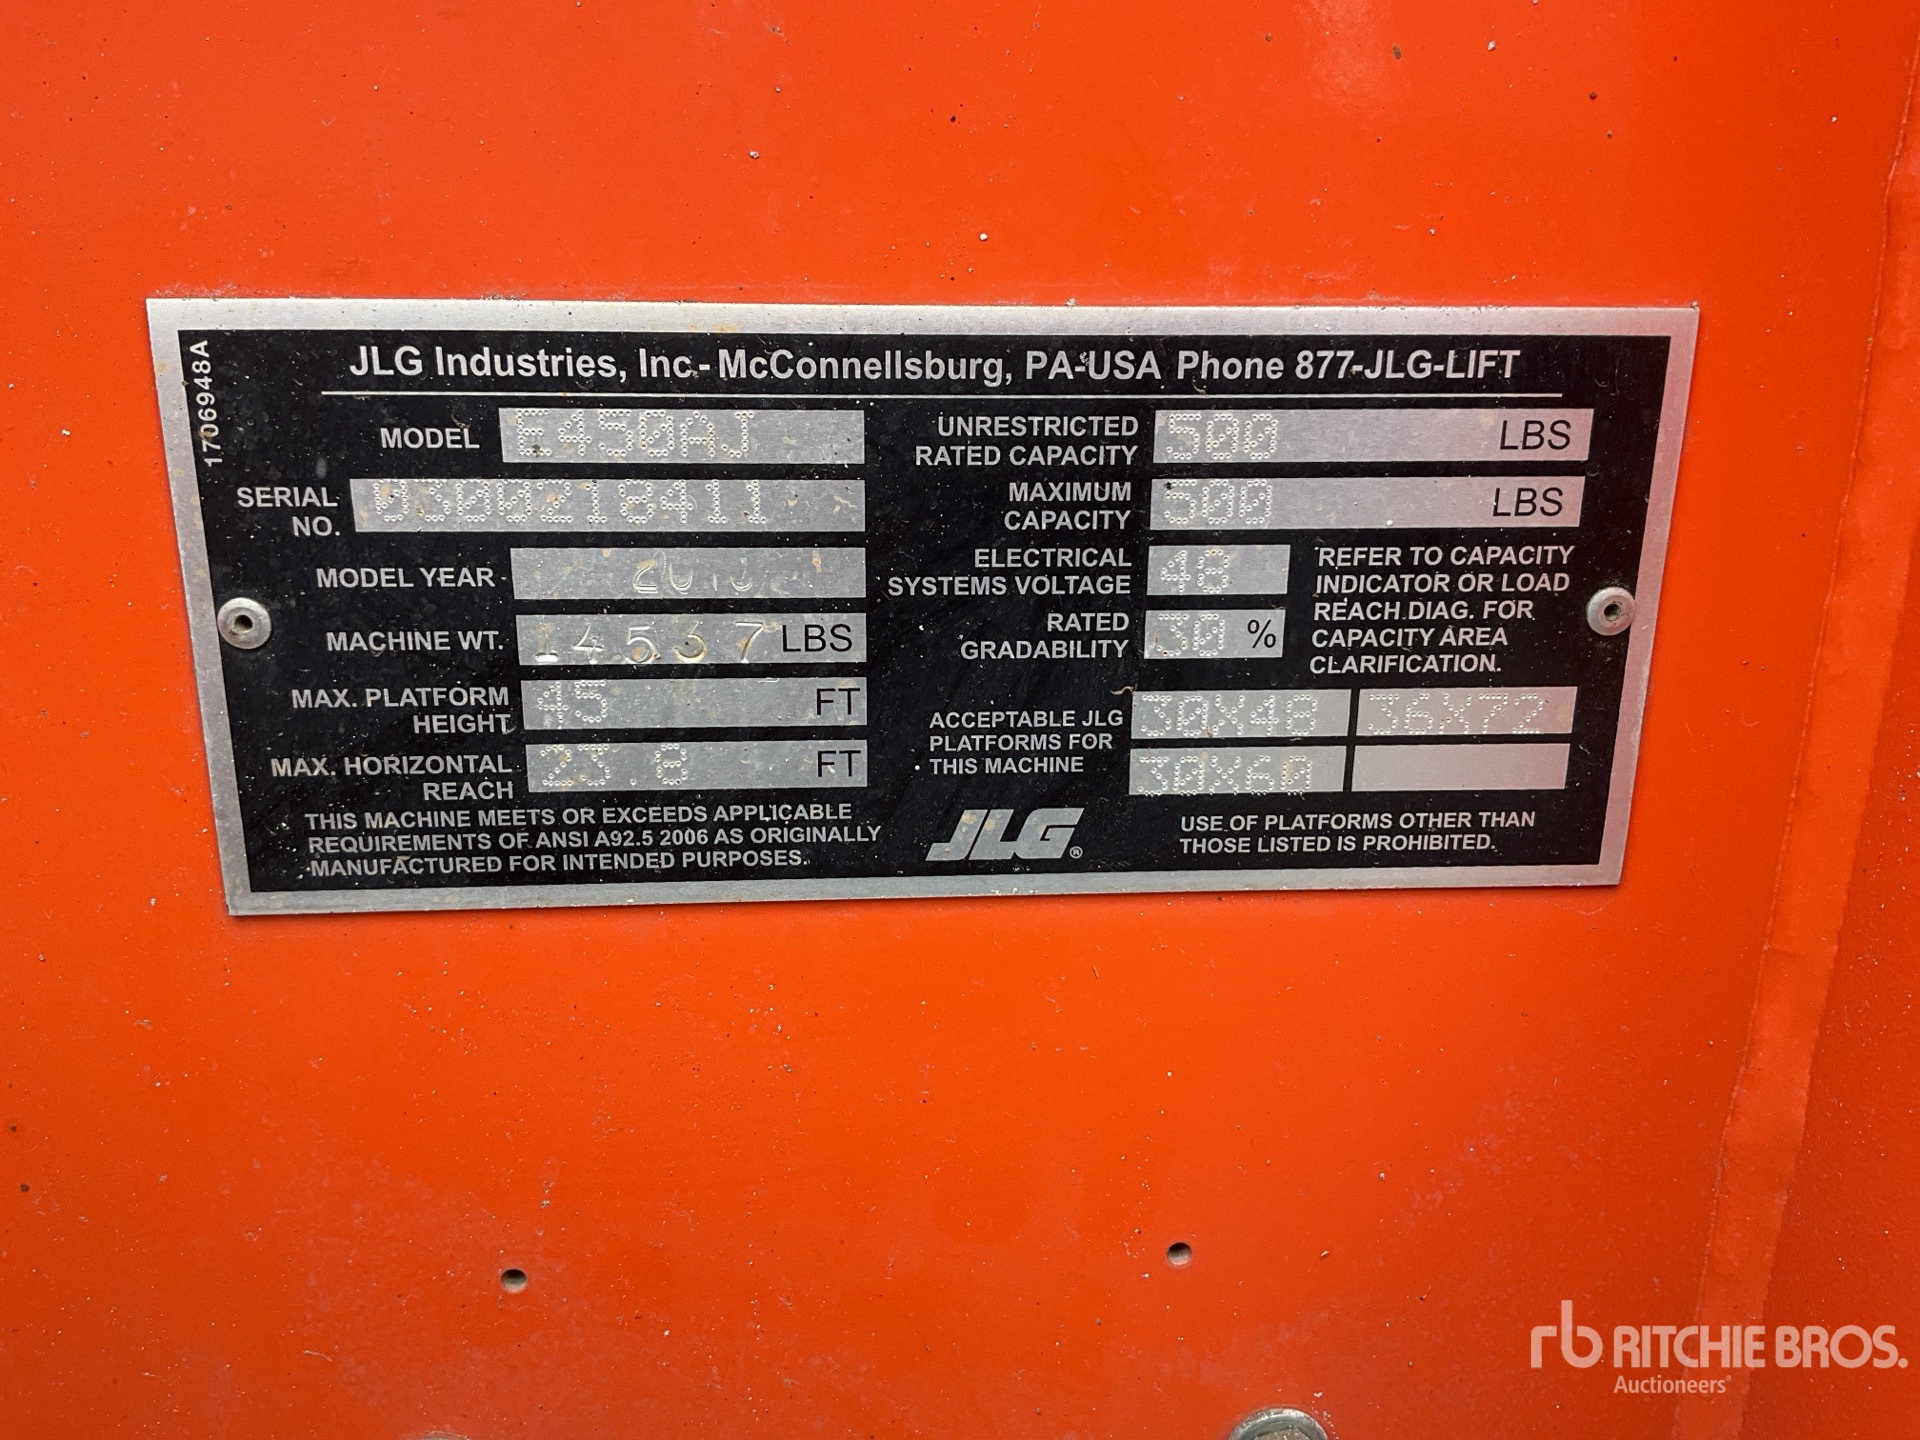 17069948A
JLG Industries, Inc - McConnellsburg, PA-USA Phone 877-JLG-LIFT
MODEL E450AJ
SERIAL NO. 0300218411
MODEL YEAR
MACHINE WT. 14537 LBS
MAX. PLATFORM HEIGHT 45 FT
MAX. HORIZONTAL REACH 23.8 FT
THIS MACHINE MEETS OR EXCEEDS APPLICABLE
REQUIREMENTS OF ANSI A92.5 2006 AS ORIGINALLY
MANUFACTURED FOR INTENDED PURPOSES.
UNRESTRICTED RATED CAPACITY 500 LBS
MAXIMUM CAPACITY 500 LBS
ELECTRICAL SYSTEMS VOLTAGE 48
RATED GRADABILITY 30 %
REFER TO CAPACITY
INDICATOR OR LOAD
REACH DIAG. FOR
CAPACITY AREA
CLARIFICATION.
ACCEPTABLE JLG
PLATFORMS FOR
THIS MACHINE
30X48 36X72
30X60
JLG®
USE OF PLATFORMS OTHER THAN
THOSE LISTED IS PROHIBITED.
rb RITCHIE BROS.
Auctioneers